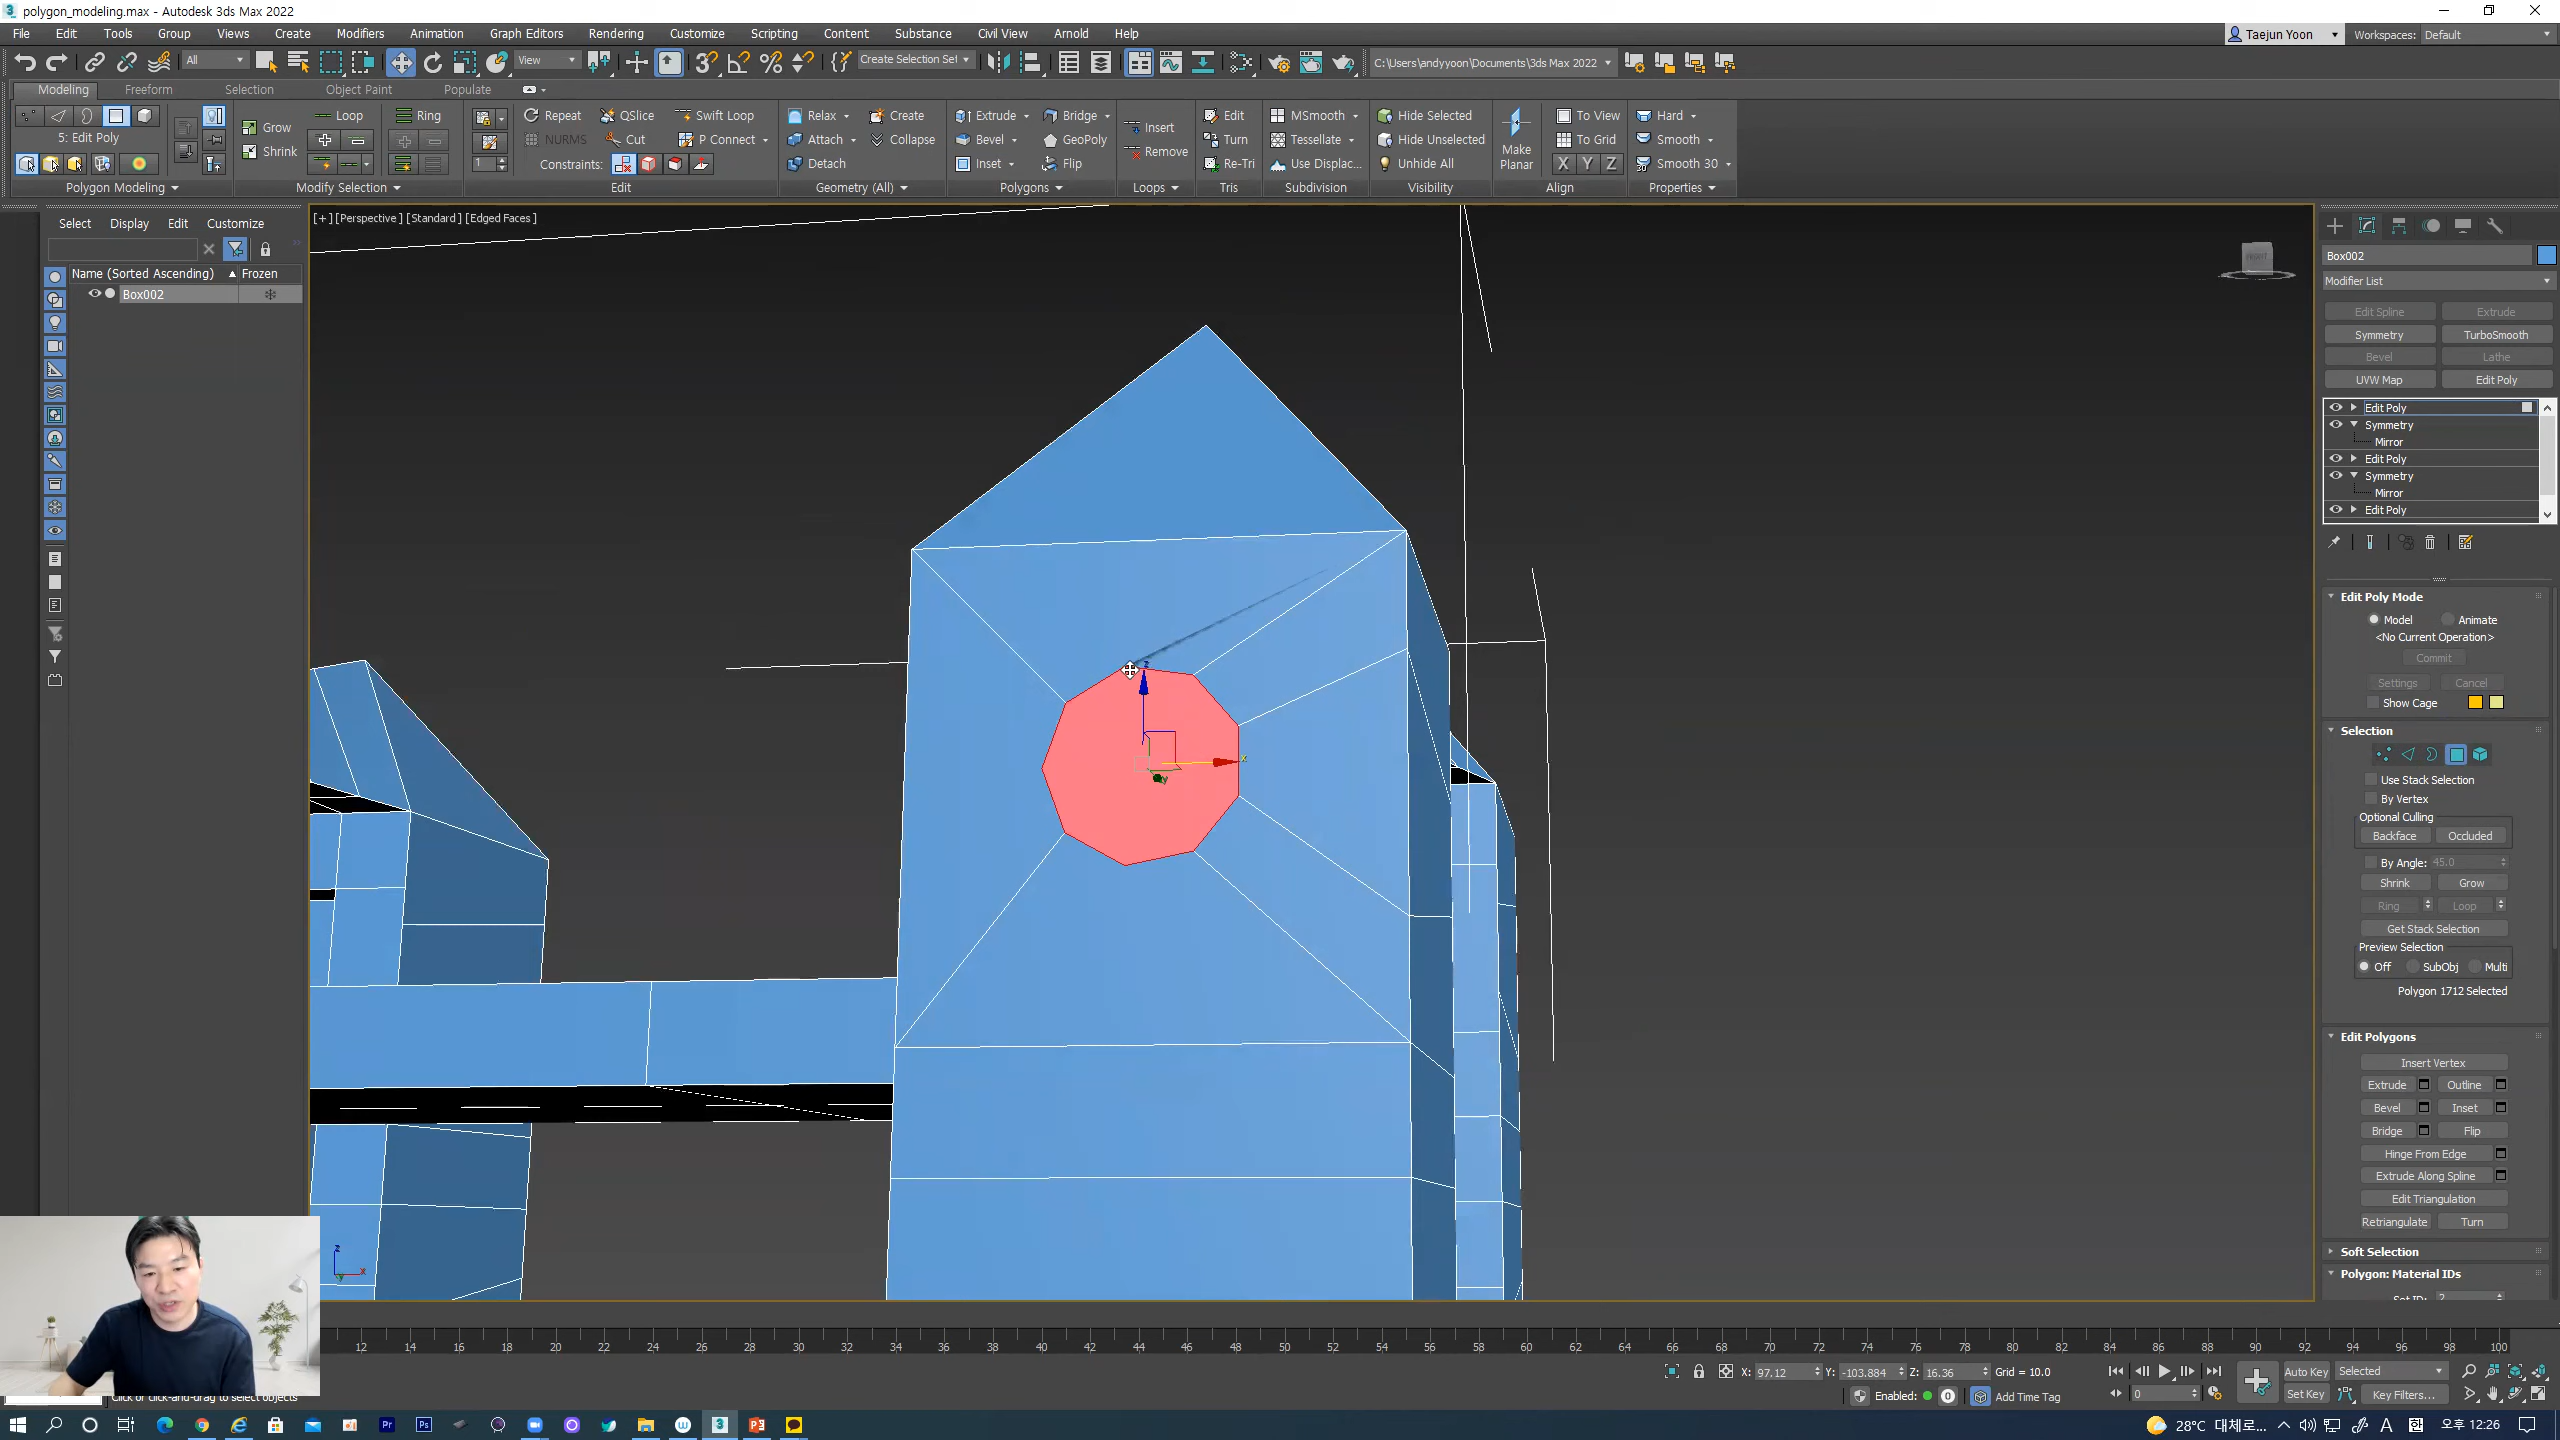 polygon_modeling.max - Autodesk 3ds Max 2022
File Edit Tools Group Views Create Modifiers Animation Graph Editors Rendering Customize Scripting Content Substance Civil View Arnold Help
Taejun Yoon Workspaces: Default
All View Create Selection Set C:\Users\andyyoon\Documents\3ds Max 2022
Modeling Freeform Selection Object Paint Populate
Loop Ring Repeat QSlice Swift Loop Relax Create Extrude Bridge Edit MSmooth Hide Selected To View Hard
5: Edit Poly Grow Insert Make Planar
NURMS Cut P Connect Attach Collapse Bevel GeoPoly Turn Tessellate Hide Unselected To Grid Smooth
Shrink Remove
1 Constraints: Detach Inset Flip Re-Tri Use Displac... Unhide All X Y Z Smooth 30
Polygon Modeling Modify Selection Edit Geometry (All) Polygons Loops Tris Subdivision Visibility Align Properties
Select Display Edit Customize
[+] [Perspective] [Standard] [Edged Faces]
Name (Sorted Ascending) Frozen
Box002
Box002
Modifier List
Edit Spline Extrude
Symmetry TurboSmooth
Bevel Lathe
UVW Map Edit Poly
Edit Poly
Symmetry
Mirror
Edit Poly
Symmetry
Mirror
Edit Poly
Edit Poly Mode
Model Animate
<No Current Operation>
Commit
Settings Cancel
Show Cage
Selection
Use Stack Selection
By Vertex
Optional Culling
Backface Occluded
By Angle: 45.0
Shrink Grow
Ring Loop
Get Stack Selection
Preview Selection
Off SubObj Multi
Polygon 1712 Selected
Edit Polygons
Insert Vertex
Extrude Outline
Bevel Inset
Bridge Flip
Hinge From Edge
Extrude Along Spline
Edit Triangulation
Retriangulate Turn
Soft Selection
Polygon: Material IDs
Set ID: 2
z x y
z x y
12 14 16 18 20 22 24 26 28 30 32 34 36 38 40 42 44 46 48 50 52 54 56 58 60 62 64 66 68 70 72 74 76 78 80 82 84 86 88 90 92 94 96 98 100
X: 97.12 Y: -103.884 Z: 16.36 Grid = 10.0 Auto Key Selected
Click or click-and-drag to select objects
Enabled: 0 Add Time Tag 0 Set Key Key Filters...
28°C 대체로... A 한 오후 12:26